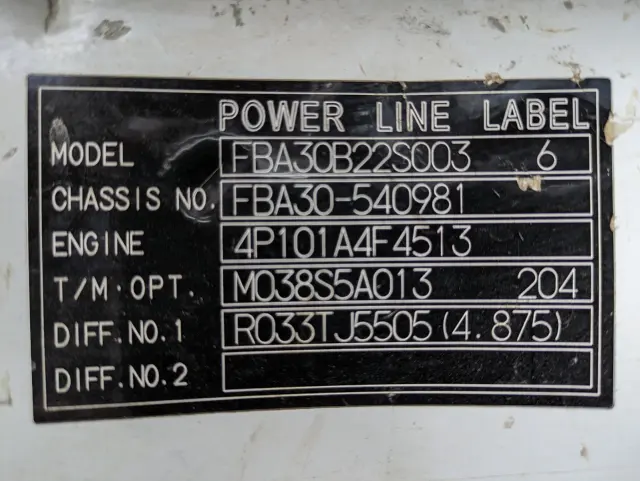 POWER LINE LABEL
MODEL FBA30B22S003 6
CHASSIS NO. FBA30-540981
ENGINE 4P101A4F4513
T/M·OPT. M038S5A013 204
DIFF.NO.1 R033TJ5505(4.875)
DIFF.NO.2